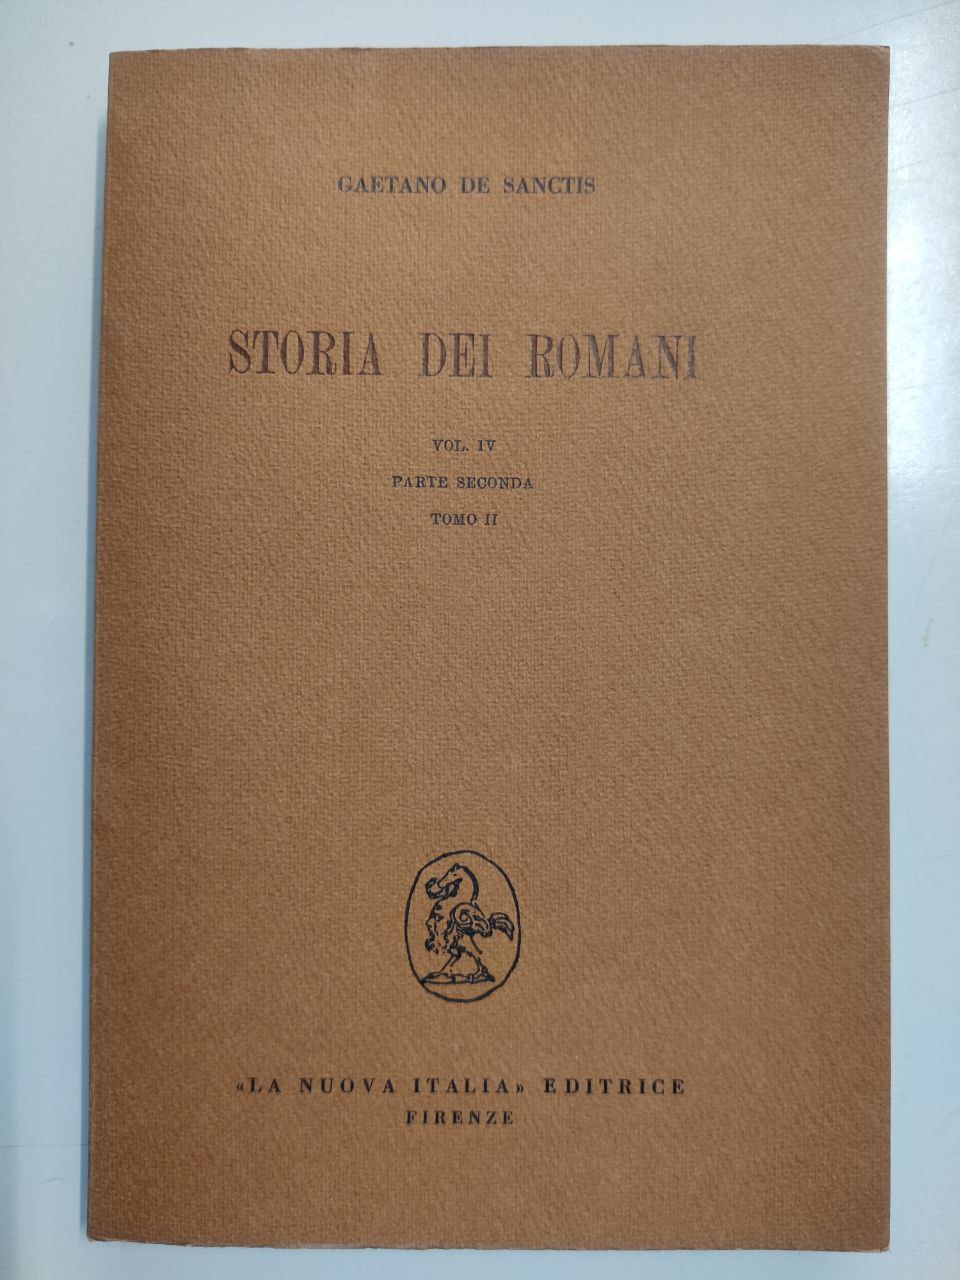 GAETANO DE SANCTIS
STORIA DEI ROMANI
VOL. IV
PARTE SECONDA
TOMO II
«LA NUOVA ITALIA» EDITRICE
FIRENZE